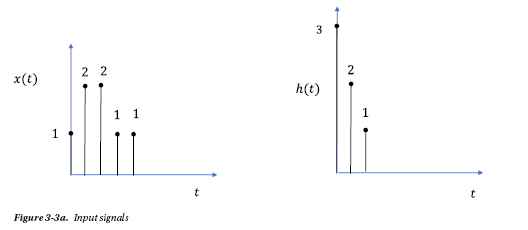 x(t)
2 2
1 1
1
t
3
h(t)
2
1
t
Figure 3-3a. Input signals